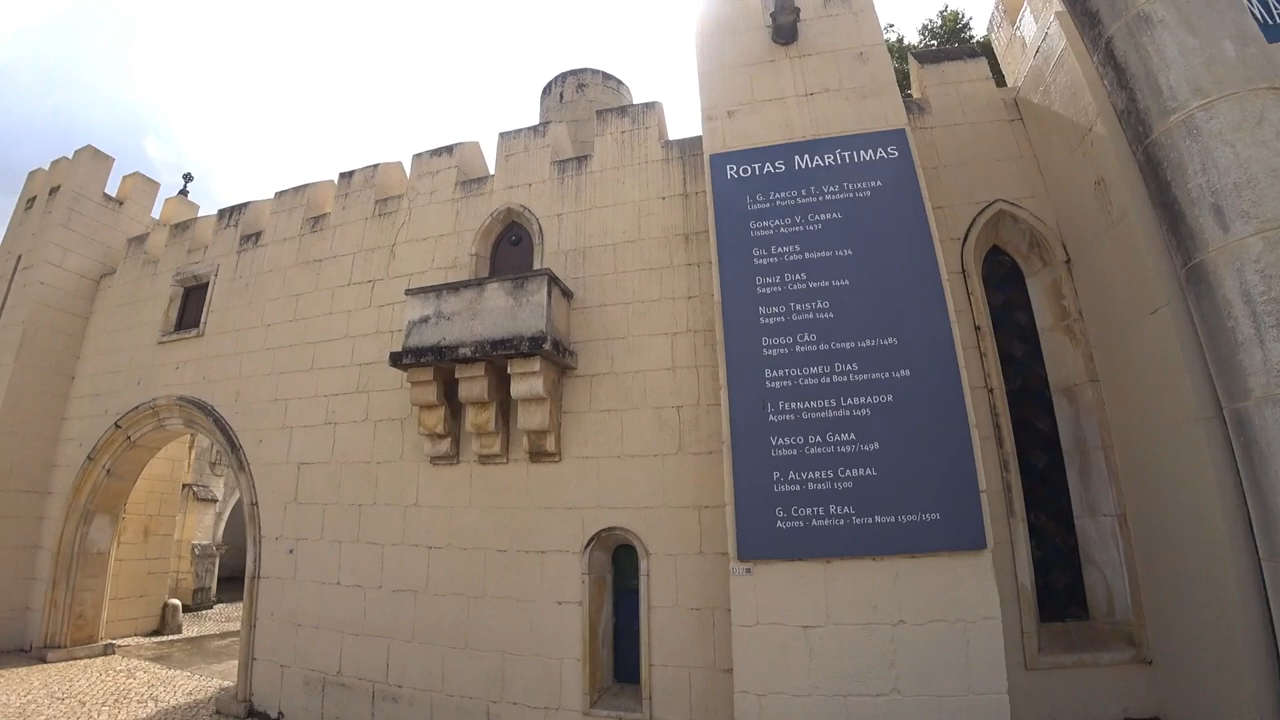 MA
ROTAS MARÍTIMAS
J. G. ZARCO E T. VAZ TEIXEIRA
Lisboa - Porto Santo e Madeira 1419
GONÇALO V. CABRAL
Lisboa - Açores 1432
GIL EANES
Sagres - Cabo Bojador 1434
DINIZ DIAS
Sagres - Cabo Verde 1444
NUNO TRISTÃO
Sagres - Guiné 1444
DIOGO CÃO
Sagres - Reino do Congo 1482/1485
BARTOLOMEU DIAS
Sagres - Cabo da Boa Esperança 1488
J. FERNANDES LABRADOR
Açores - Gronelândia 1495
VASCO DA GAMA
Lisboa - Calecut 1497/1498
P. ALVARES CABRAL
Lisboa - Brasil 1500
G. CORTE REAL
Açores - América - Terra Nova 1500/1501